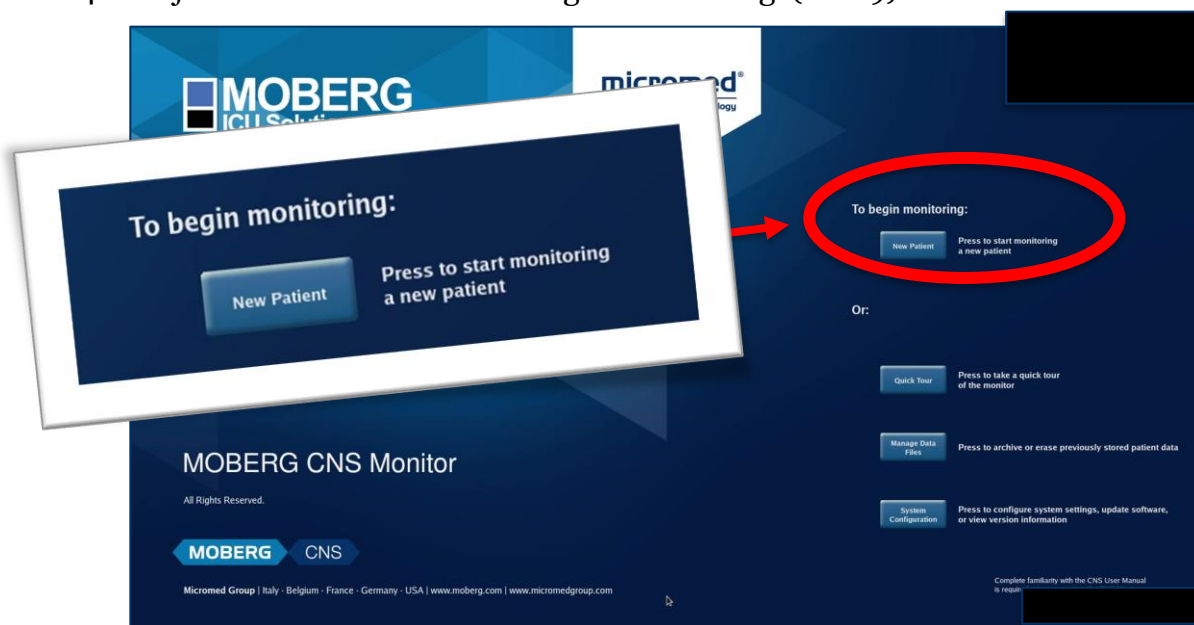 MOBERG
ICU
micromed®
To begin monitoring:
New Patient
Press to start monitoring
a new patient
To begin monitoring:
New Patient
Press to start monitoring
a new patient
Or:
Quick Tour
Press to take a quick tour
of the monitor
Manage Data
Files
Press to archive or erase previously stored patient data
System
Configuration
Press to configure system settings, update software,
or view version information
MOBERG CNS Monitor
All Rights Reserved.
MOBERG CNS
Micromed Group | Italy - Belgium - France - Germany - USA | www.moberg.com | www.micromedgroup.com
Complete familiarity with the CNS User Manual
is